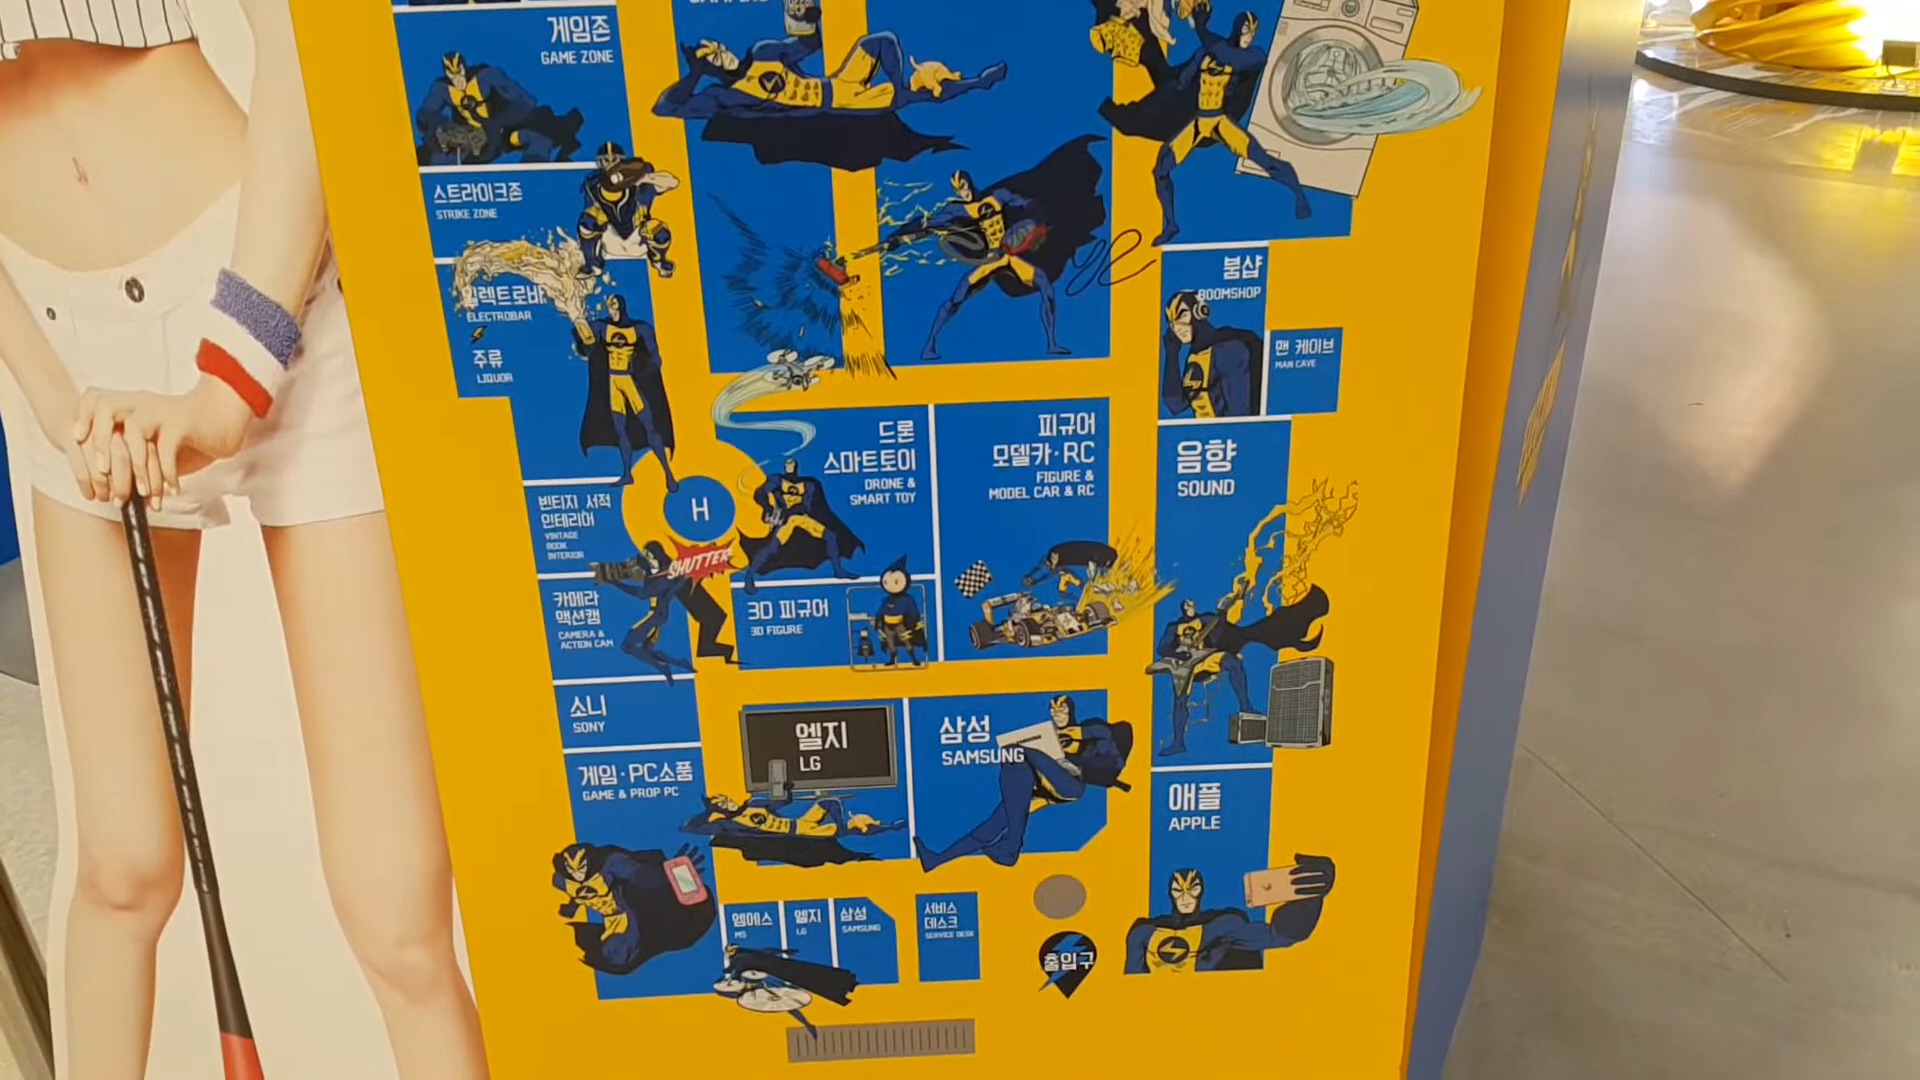 게임존
GAME ZONE
스트라이크존
STRIKE ZONE
일렉트로바
ELECTROBAR
주류
LIQUOR
붐샵
BOOMSHOP
맨 케이브
MAN CAVE
드론
스마트토이
DRONE &
SMART TOY
피규어
모델카·RC
FIGURE &
MODEL CAR & RC
음향
SOUND
빈티지 서적
인테리어
VINTAGE
BOOK
INTERIOR
H
SHUTTER
카메라
액션캠
CAMERA &
ACTION CAM
3D 피규어
3D FIGURE
소니
SONY
엘지
LG
삼성
SAMSUNG
게임·PC소품
GAME & PROP PC
애플
APPLE
엠에스
MS
엘지
LG
삼성
SAMSUNG
서비스
데스크
SERVICE DESK
출입구